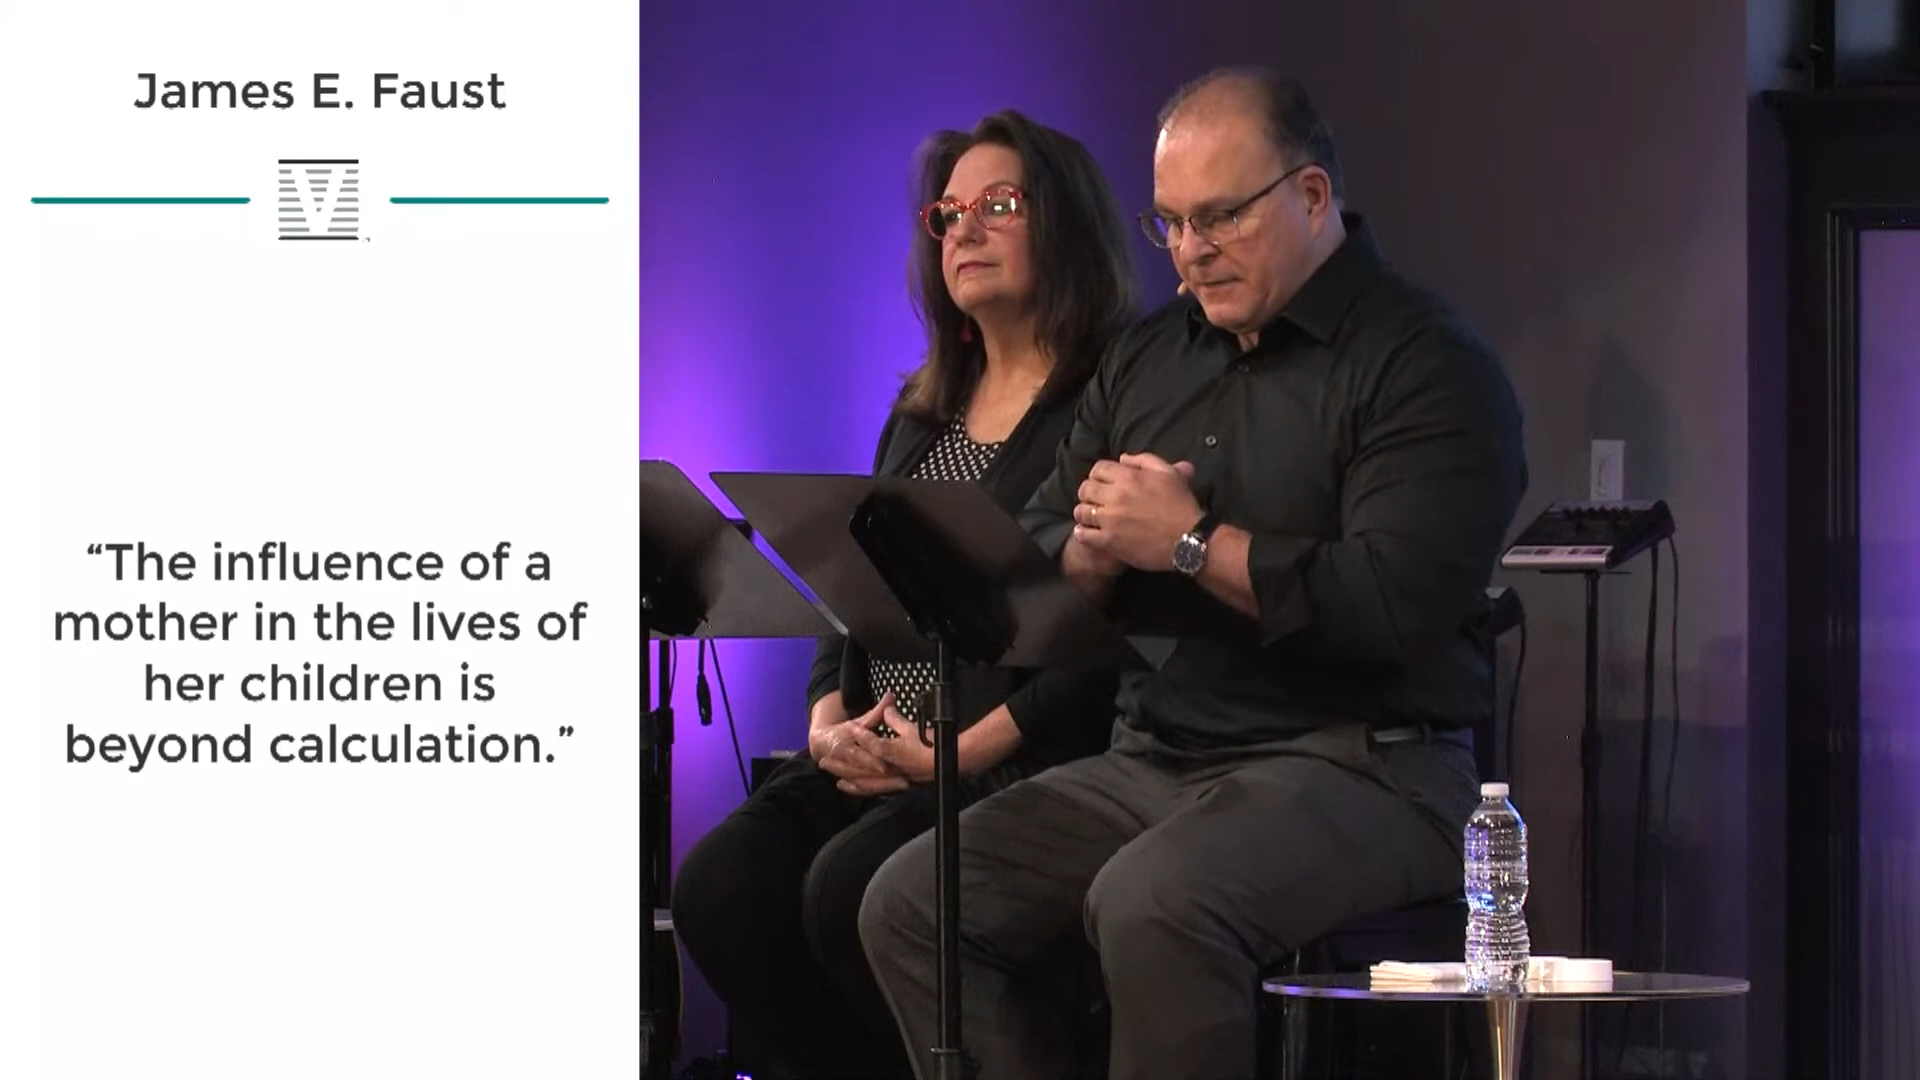 James E. Faust
V
“The influence of a
mother in the lives of
her children is
beyond calculation.”